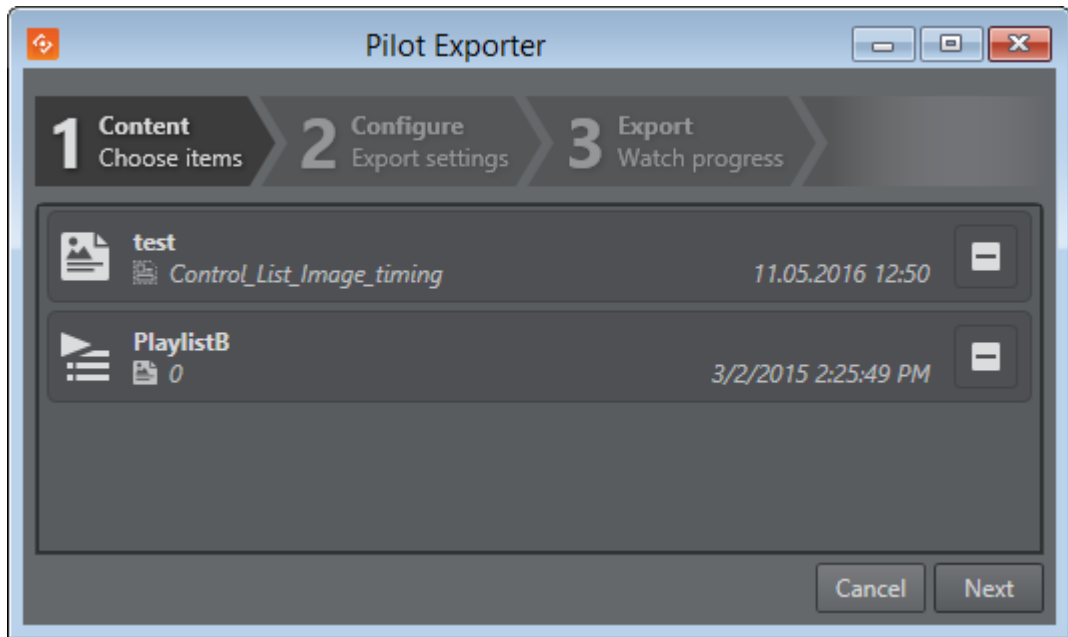 Pilot Exporter
1 Content
Choose items
2 Configure
Export settings
3 Export
Watch progress
test
Control_List_Image_timing 11.05.2016 12:50
PlaylistB
0 3/2/2015 2:25:49 PM
Cancel Next